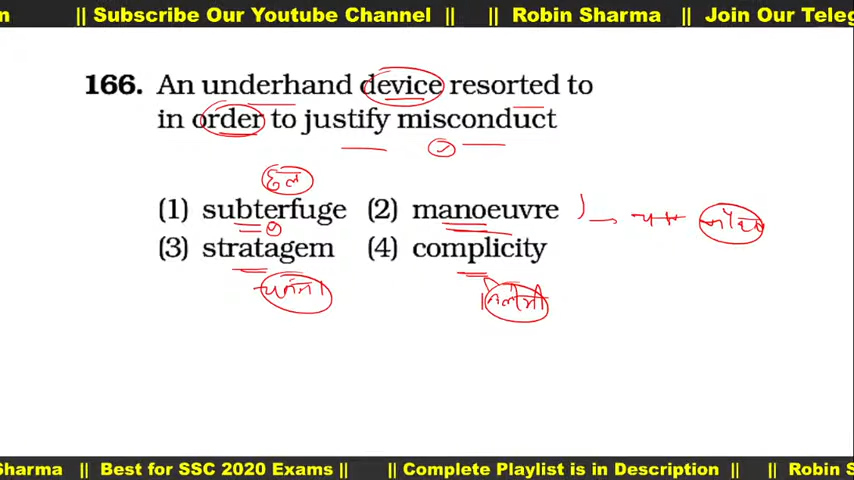 n || Subscribe Our Youtube Channel || || Robin Sharma || Join Our Teleg
166. An underhand device resorted to
in order to justify misconduct
छल
(1) subterfuge (2) manoeuvre
(3) stratagem (4) complicity
Sharma || Best for SSC 2020 Exams || || Complete Playlist is in Description || || Robin S